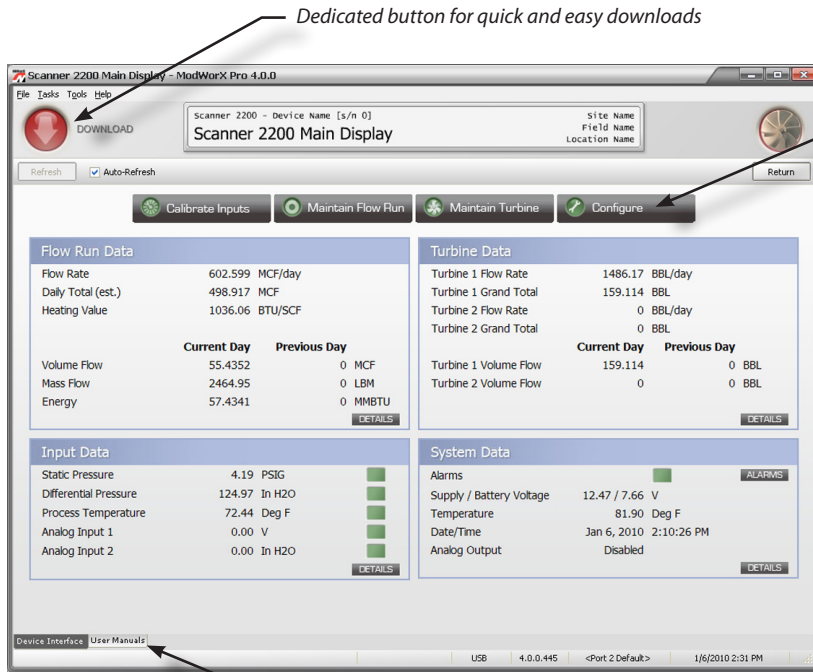 Dedicated button for quick and easy downloads
Scanner 2200 Main Display - ModWorX Pro 4.0.0
File Tasks Tools Help
DOWNLOAD
Scanner 2200 - Device Name [s/n 0]
Scanner 2200 Main Display
Site Name
Field Name
Location Name
Refresh Auto-Refresh Return
Calibrate Inputs Maintain Flow Run Maintain Turbine Configure
Flow Run Data
Flow Rate 602.599 MCF/day
Daily Total (est.) 498.917 MCF
Heating Value 1036.06 BTU/SCF
Current Day Previous Day
Volume Flow 55.4352 0 MCF
Mass Flow 2464.95 0 LBM
Energy 57.4341 0 MMBTU
DETAILS
Turbine Data
Turbine 1 Flow Rate 1486.17 BBL/day
Turbine 1 Grand Total 159.114 BBL
Turbine 2 Flow Rate 0 BBL/day
Turbine 2 Grand Total 0 BBL
Current Day Previous Day
Turbine 1 Volume Flow 159.114 0 BBL
Turbine 2 Volume Flow 0 0 BBL
DETAILS
Input Data
Static Pressure 4.19 PSIG
Differential Pressure 124.97 In H2O
Process Temperature 72.44 Deg F
Analog Input 1 0.00 V
Analog Input 2 0.00 In H2O
DETAILS
System Data
Alarms ALARMS
Supply / Battery Voltage 12.47 / 7.66 V
Temperature 81.90 Deg F
Date/Time Jan 6, 2010 2:10:26 PM
Analog Output Disabled
DETAILS
Device Interface User Manuals
USB 4.0.0.445 <Port 2 Default> 1/6/2010 2:31 PM